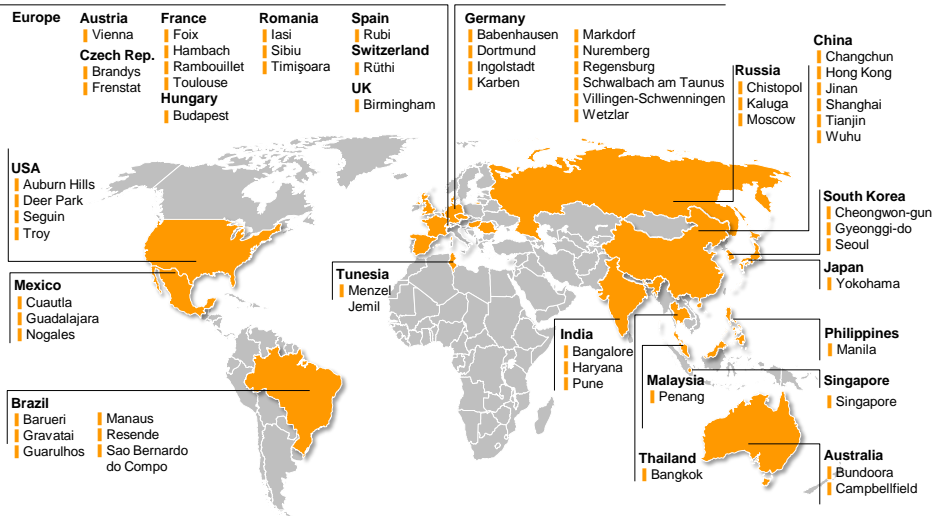 Europe
Austria
Vienna
Czech Rep.
Brandys
Frenstat
France
Foix
Hambach
Rambouillet
Toulouse
Hungary
Budapest
Romania
Iasi
Sibiu
Timişoara
Spain
Rubi
Switzerland
Rüthi
UK
Birmingham
Germany
Babenhausen
Dortmund
Ingolstadt
Karben
Markdorf
Nuremberg
Regensburg
Schwalbach am Taunus
Villingen-Schwenningen
Wetzlar
Russia
Chistopol
Kaluga
Moscow
China
Changchun
Hong Kong
Jinan
Shanghai
Tianjin
Wuhu
USA
Auburn Hills
Deer Park
Seguin
Troy
South Korea
Cheongwon-gun
Gyeonggi-do
Seoul
Mexico
Cuautla
Guadalajara
Nogales
Tunesia
Menzel
Jemil
Japan
Yokohama
India
Bangalore
Haryana
Pune
Philippines
Manila
Malaysia
Penang
Singapore
Singapore
Brazil
Barueri
Gravatai
Guarulhos
Manaus
Resende
Sao Bernardo
do Compo
Thailand
Bangkok
Australia
Bundoora
Campbellfield